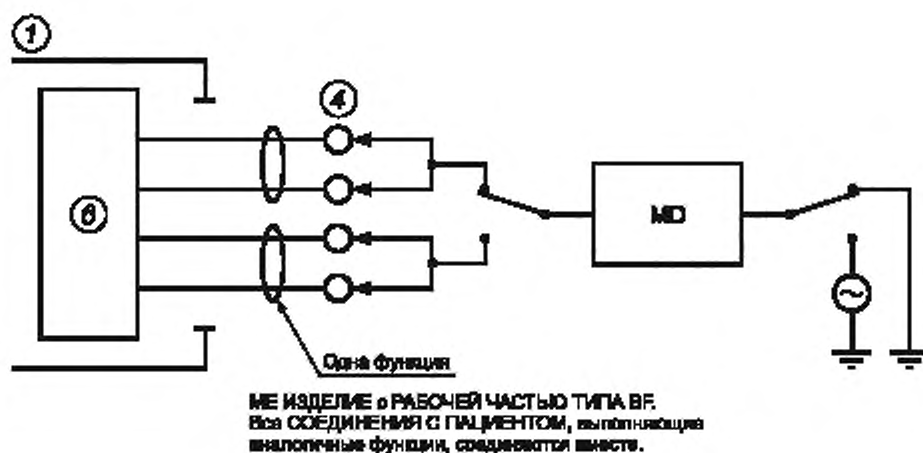 1
4
6
MD
Одна функция
МЕ ИЗДЕЛИЕ с РАБОЧЕЙ ЧАСТЬЮ ТИПА BF.
Все СОЕДИНЕНИЯ С ПАЦИЕНТОМ, выполняющие
аналогичные функции, соединяются вместе.